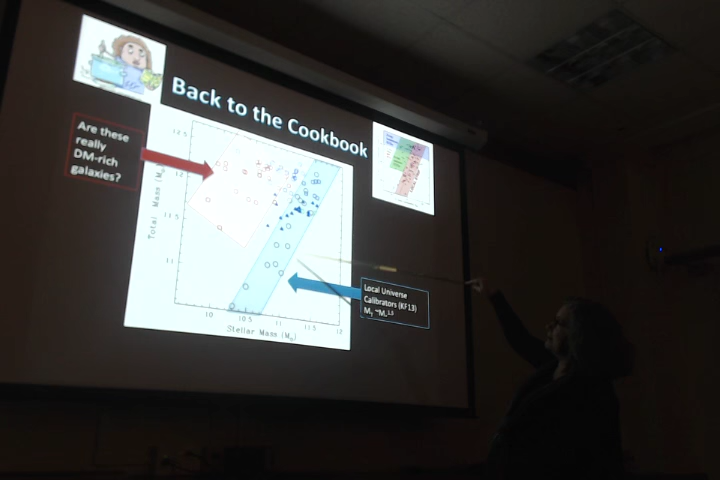 Back to the Cookbook
Are these
really
DM-rich
galaxies?
12.5
12
11.5
11
Total Mass (M
10
10.5
11
11.5
12
Stellar Mass (M
Local Universe
Calibrators (KF13)